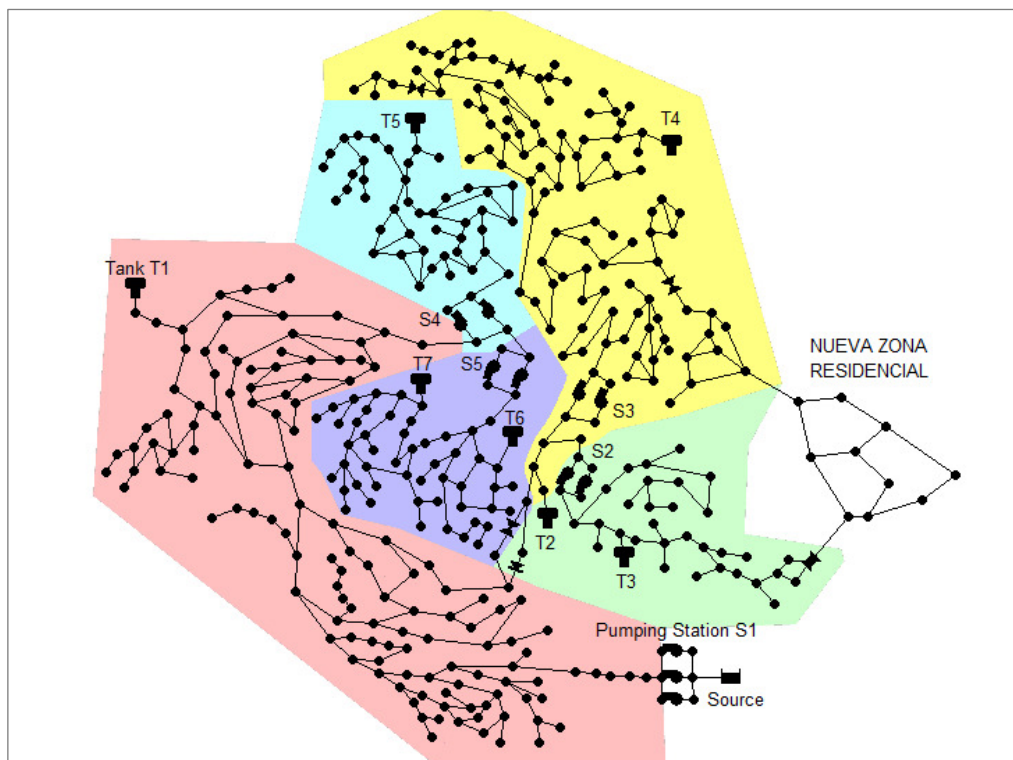 T5
T4
Tank T1
S4
S5
T7
NUEVA ZONA
RESIDENCIAL
S3
T6
S2
T2
T3
Pumping Station S1
Source